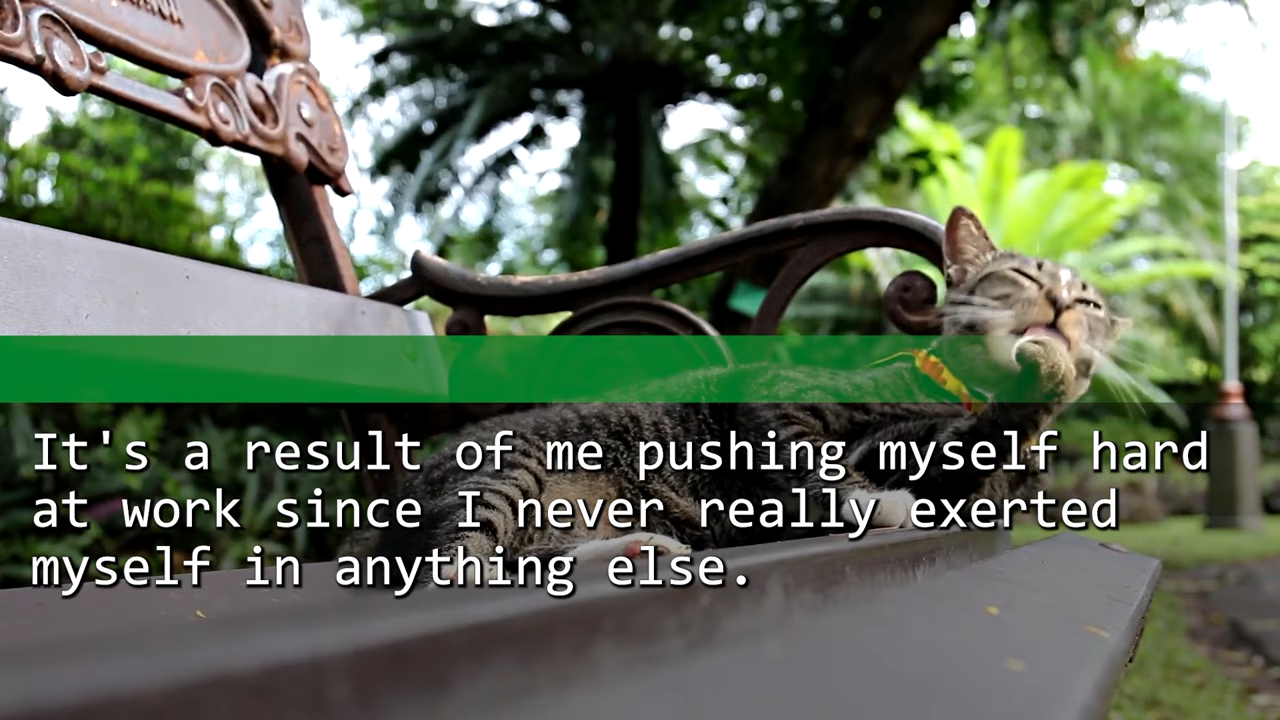 It's a result of me pushing myself hard
at work since I never really exerted
myself in anything else.